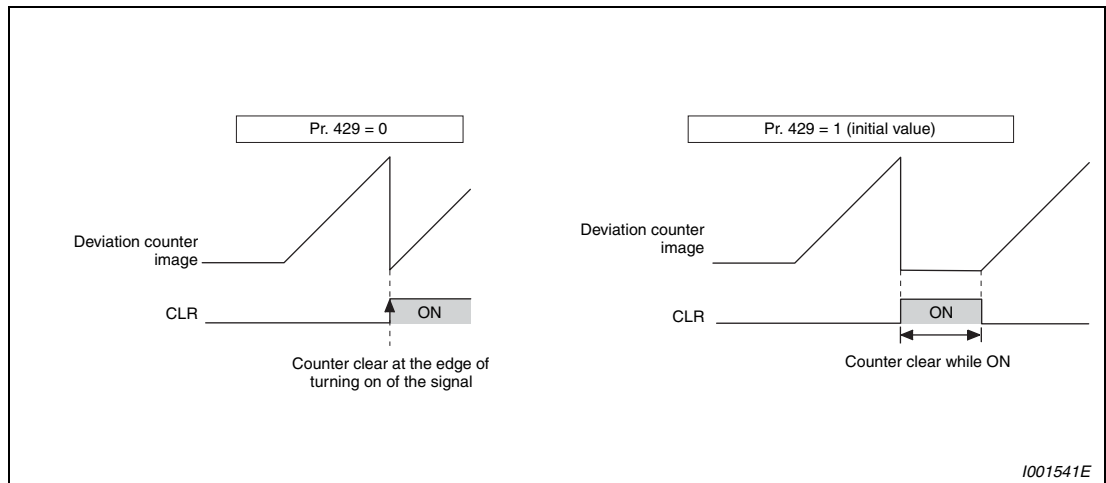 Pr. 429 = 0
Deviation counter
image
CLR
ON
Counter clear at the edge of
turning on of the signal
Pr. 429 = 1 (initial value)
Deviation counter
image
CLR
ON
Counter clear while ON
I001541E